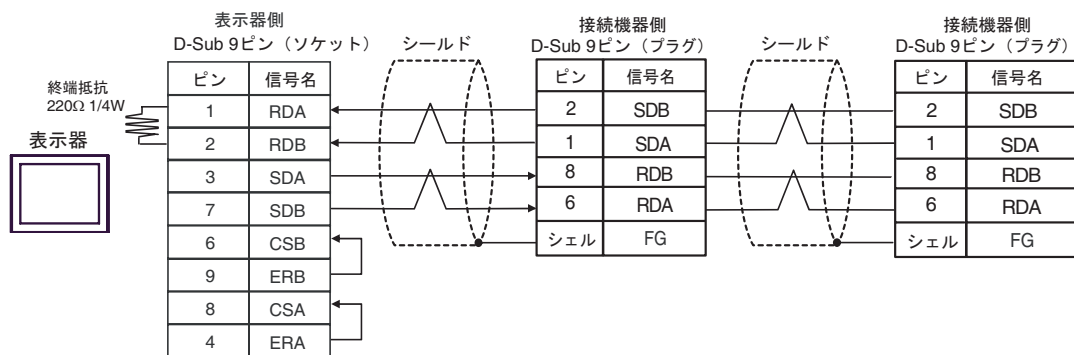 表示器側
D-Sub 9ピン（ソケット）
シールド
接続機器側
D-Sub 9ピン（プラグ）
シールド
接続機器側
D-Sub 9ピン（プラグ）
終端抵抗
220Ω 1/4W
表示器
ピン 信号名
1 RDA
2 RDB
3 SDA
7 SDB
6 CSB
9 ERB
8 CSA
4 ERA
ピン 信号名
2 SDB
1 SDA
8 RDB
6 RDA
シェル FG
ピン 信号名
2 SDB
1 SDA
8 RDB
6 RDA
シェル FG